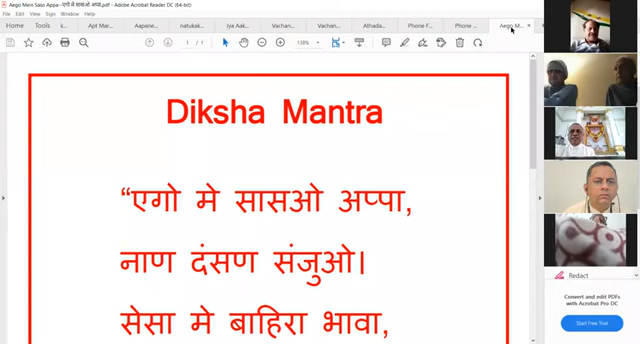 Aego Mein Saso Appa--एगो मे सासओ अप्पा.pdf - Adobe Acrobat Reader DC (64-bit)
File Edit View Sign Window Help
Home Tools k... Apt Mar... Aapane... natukak... Iya Aak... Vachan... Vachan... Athada... Phone F... Phone ... Aego M...
1 / 1 138%
Diksha Mantra
“एगो मे सासओ अप्पा,
नाण दंसण संजुओ।
सेसा मे बाहिरा भावा,
Redact
Convert and edit PDFs
with Acrobat Pro DC
Start Free Trial